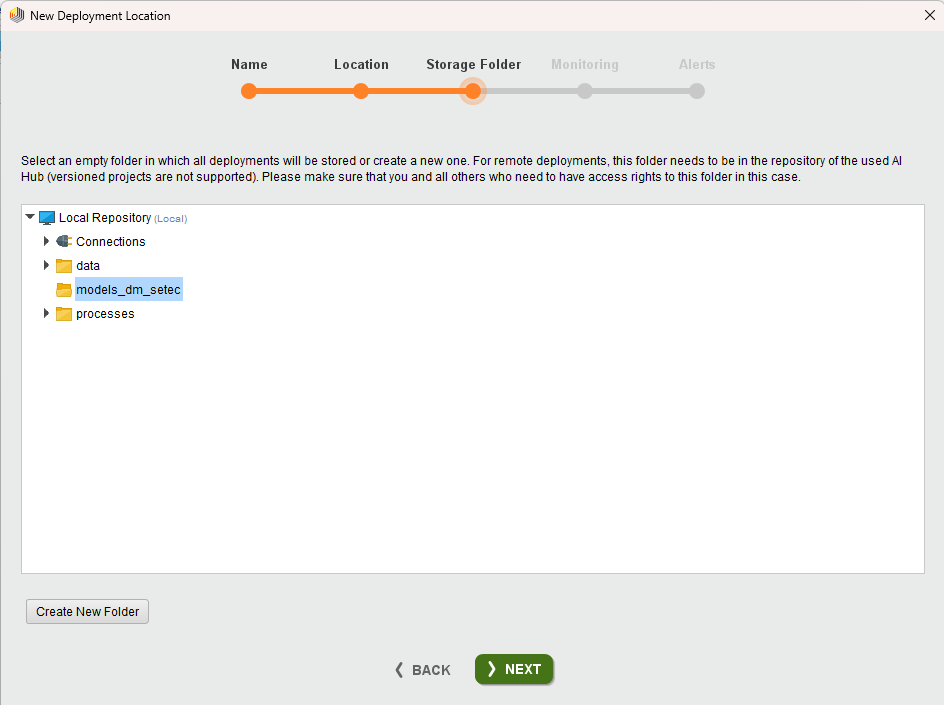 New Deployment Location
Name Location Storage Folder Monitoring Alerts
Select an empty folder in which all deployments will be stored or create a new one. For remote deployments, this folder needs to be in the repository of the used AI
Hub (versioned projects are not supported). Please make sure that you and all others who need to have access rights to this folder in this case.
Local Repository (Local)
Connections
data
models_dm_setec
processes
Create New Folder
BACK NEXT